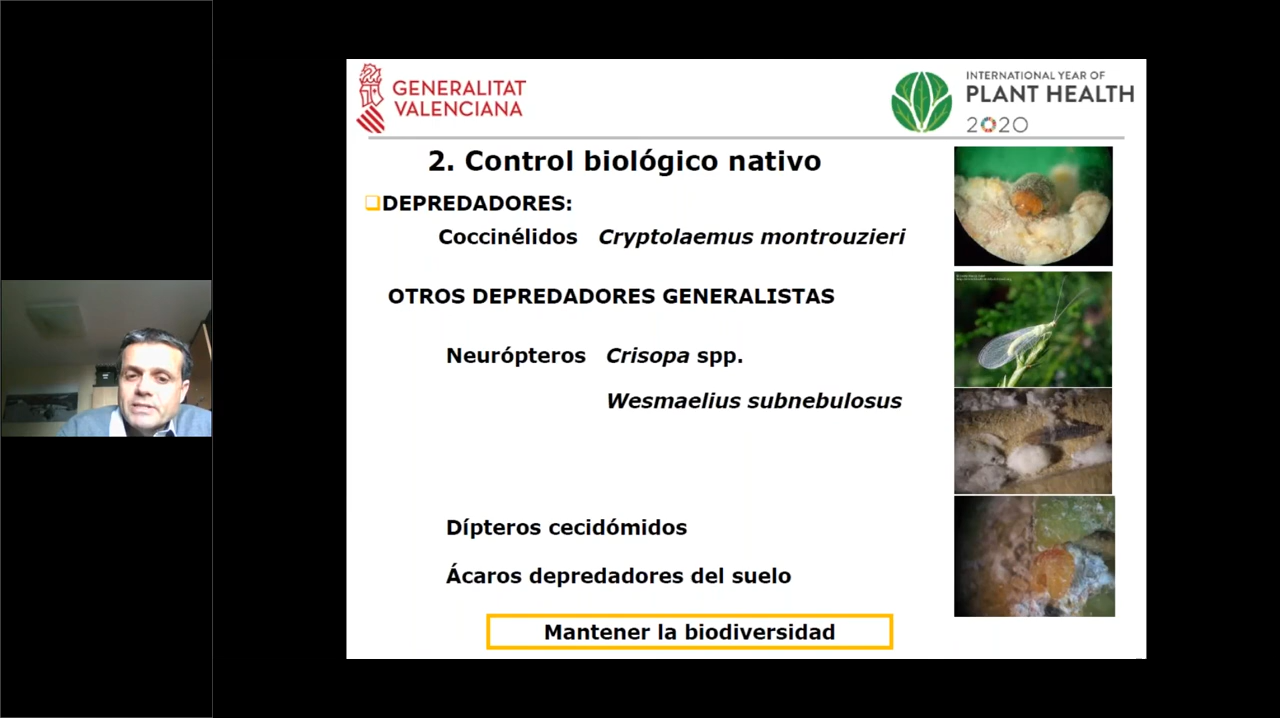 GENERALITAT
VALENCIANA
INTERNATIONAL YEAR OF
PLANT HEALTH
2020
2. Control biológico nativo
DEPREDADORES:
Coccinélidos Cryptolaemus montrouzieri
OTROS DEPREDADORES GENERALISTAS
Neurópteros Crisopa spp.
Wesmaelius subnebulosus
Dípteros cecidómidos
Ácaros depredadores del suelo
Mantener la biodiversidad